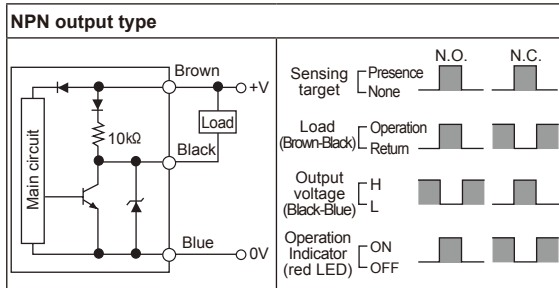 NPN output type
Brown
+V
Load
10kΩ
Black
Main circuit
Blue
0V
N.O. N.C.
Sensing target Presence None
Load (Brown-Black) Operation Return
Output voltage (Black-Blue) H L
Operation Indicator (red LED) ON OFF